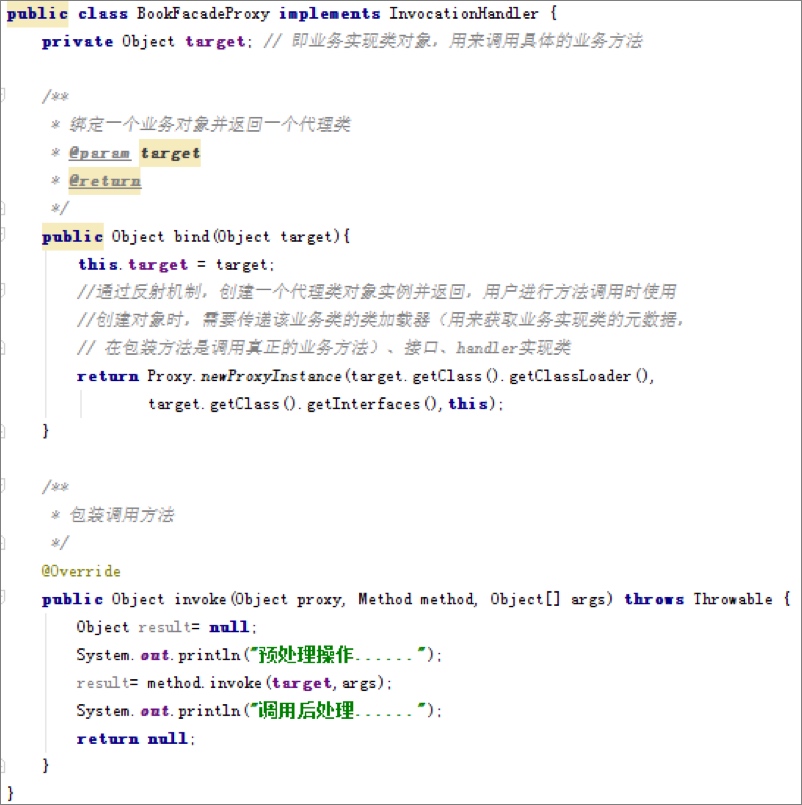 public class BookFacadeProxy implements InvocationHandler {
private Object target; // 即业务实现类对象，用来调用具体的业务方法
/**
* 绑定一个业务对象并返回一个代理类
* @param target
* @return
*/
public Object bind(Object target){
this.target = target;
//通过反射机制，创建一个代理类对象实例并返回，用户进行方法调用时使用
//创建对象时，需要传递该业务类的类加载器（用来获取业务实现类的元数据，
// 在包装方法是调用真正的业务方法）、接口、handler实现类
return Proxy.newProxyInstance(target.getClass().getClassLoader(),
target.getClass().getInterfaces(),this);
}
/**
* 包装调用方法
*/
@Override
public Object invoke(Object proxy, Method method, Object[] args) throws Throwable {
Object result= null;
System.out.println("预处理操作......");
result= method.invoke(target,args);
System.out.println("调用后处理......");
return null;
}
}